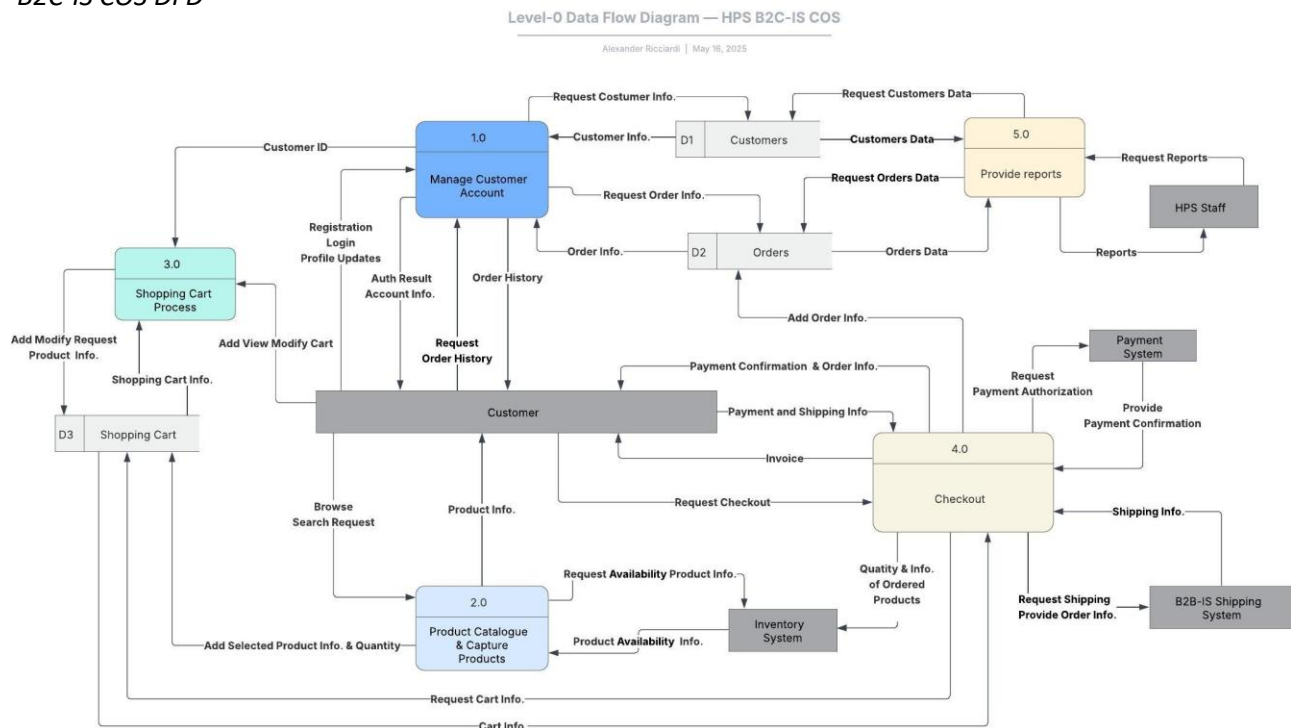 B2C-IS COS DFD
Level-0 Data Flow Diagram — HPS B2C-IS COS
Alexander Ricciardi | May 16, 2025
Request Costumer Info.
Request Customers Data
1.0
Manage Customer
Account
Customer Info.
D1
Customers
Customers Data
5.0
Provide reports
Request Reports
HPS Staff
Reports
Customer ID
Request Order Info.
Request Orders Data
Order Info.
D2
Orders
Orders Data
Registration
Login
Profile Updates
Auth Result
Account Info.
Order History
Request
Order History
3.0
Shopping Cart
Process
Add Modify Request
Product Info.
Shopping Cart Info.
Add View Modify Cart
D3
Shopping Cart
Customer
Add Order Info.
Payment Confirmation & Order Info.
Payment and Shipping Info
Invoice
Request Checkout
Request
Payment Authorization
Payment
System
Provide
Payment Confirmation
4.0
Checkout
Shipping Info.
Request Shipping
Provide Order Info.
B2B-IS Shipping
System
Browse
Search Request
Product Info.
2.0
Product Catalogue
& Capture
Products
Request Availability Product Info.
Product Availability Info.
Inventory
System
Quatity & Info.
of Ordered
Products
Add Selected Product Info. & Quantity
Request Cart Info.
Cart Info.